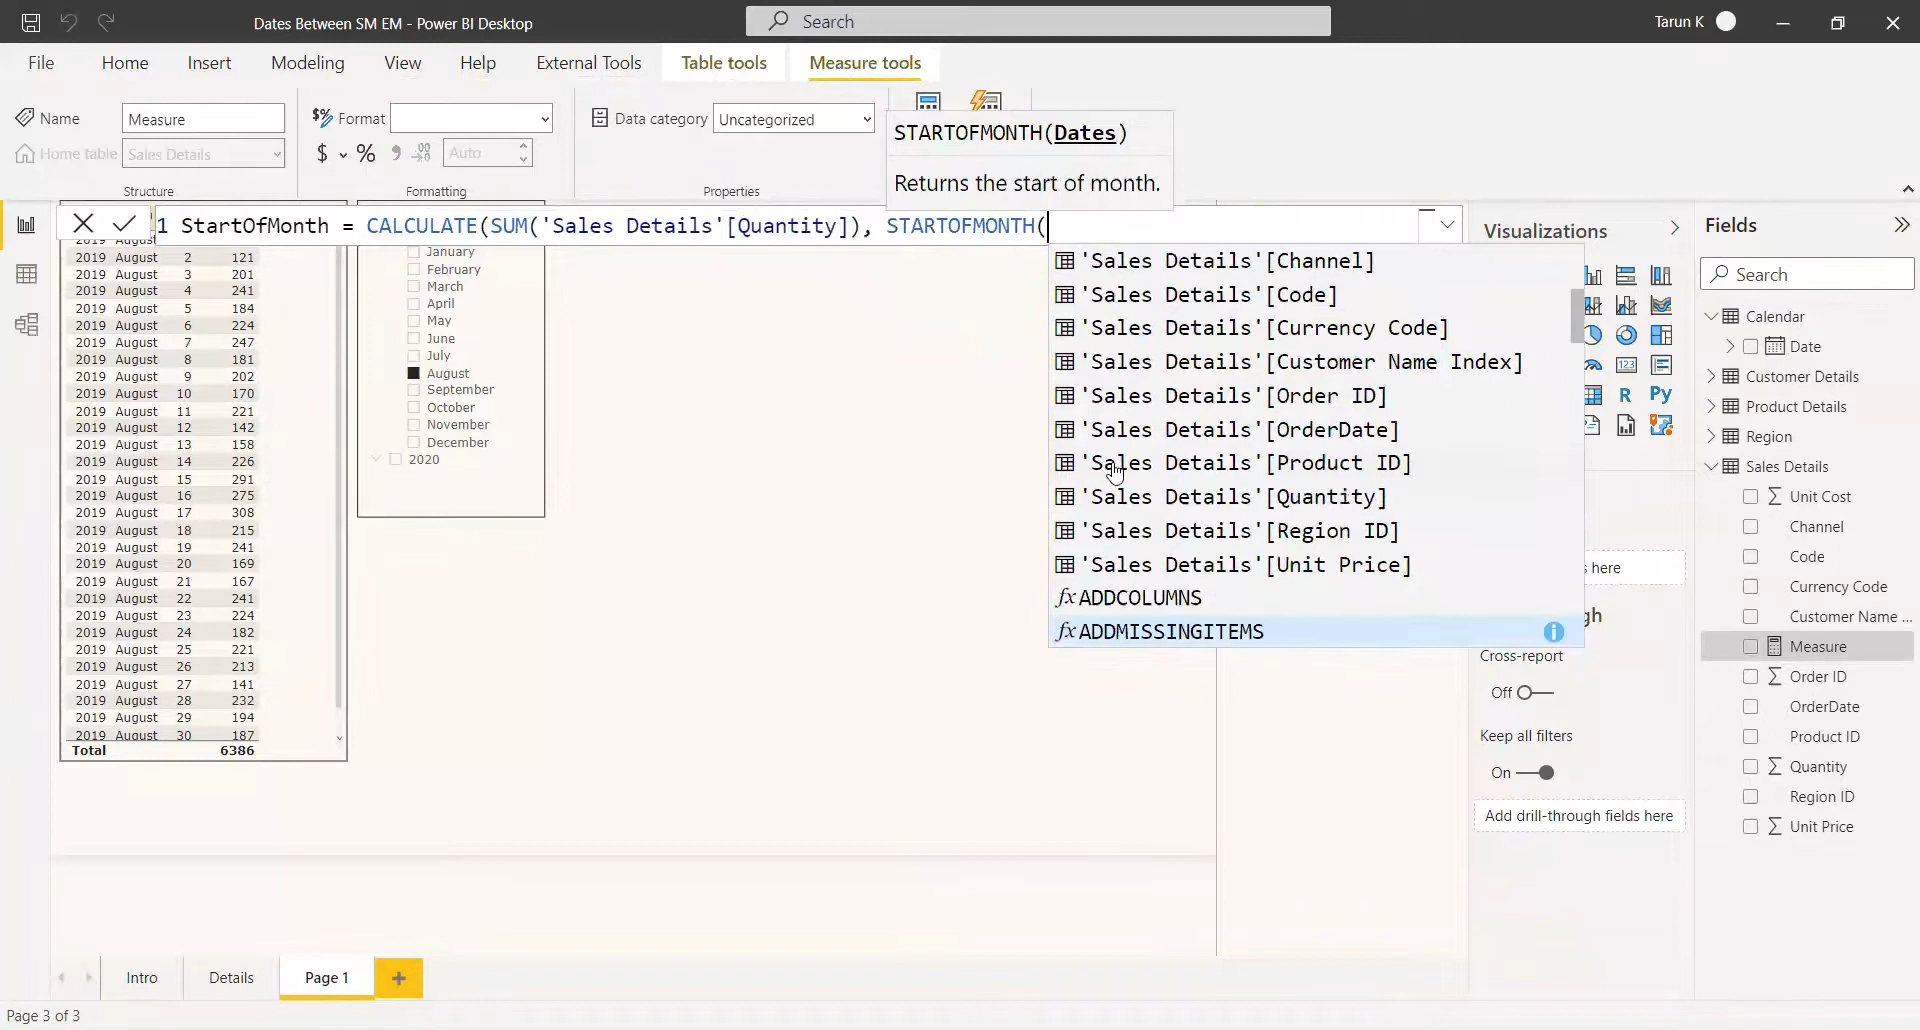 Dates Between SM EM - Power BI Desktop
Search
Tarun K
File Home Insert Modeling View Help External Tools Table tools Measure tools
Name Measure
$% Format
Data category Uncategorized
Home table Sales Details
$ % 9 .00 Auto
Structure
Formatting
Properties
STARTOFMONTH(Dates)
Returns the start of month.
1 StartOfMonth = CALCULATE(SUM('Sales Details'[Quantity]), STARTOFMONTH(
2019 August
2019 August 2 121
2019 August 3 201
2019 August 4 241
2019 August 5 184
2019 August 6 224
2019 August 7 247
2019 August 8 181
2019 August 9 202
2019 August 10 170
2019 August 11 221
2019 August 12 142
2019 August 13 158
2019 August 14 226
2019 August 15 291
2019 August 16 275
2019 August 17 308
2019 August 18 215
2019 August 19 241
2019 August 20 169
2019 August 21 167
2019 August 22 241
2019 August 23 224
2019 August 24 182
2019 August 25 221
2019 August 26 213
2019 August 27 141
2019 August 28 232
2019 August 29 194
2019 August 30 187
Total 6386
January
February
March
April
May
June
July
August
September
October
November
December
2020
'Sales Details'[Channel]
'Sales Details'[Code]
'Sales Details'[Currency Code]
'Sales Details'[Customer Name Index]
'Sales Details'[Order ID]
'Sales Details'[OrderDate]
'Sales Details'[Product ID]
'Sales Details'[Quantity]
'Sales Details'[Region ID]
'Sales Details'[Unit Price]
fx ADDCOLUMNS
fx ADDMISSINGITEMS
Visualizations
123
R Py
s here
gh
Cross-report
Off
Keep all filters
On
Add drill-through fields here
Fields
Search
Calendar
Date
Customer Details
Product Details
Region
Sales Details
Unit Cost
Channel
Code
Currency Code
Customer Name ...
Measure
Order ID
OrderDate
Product ID
Quantity
Region ID
Unit Price
Intro Details Page 1 +
Page 3 of 3